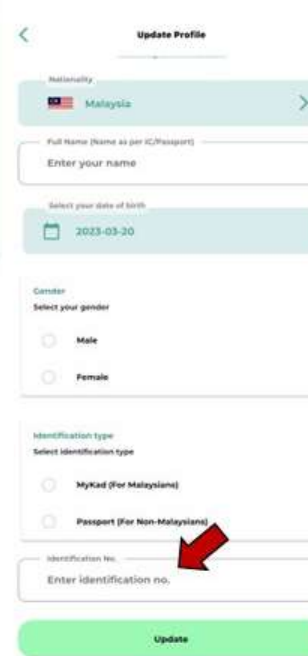 Update Profile
Nationality
Malaysia
Full Name (Name as per IC/Passport)
Enter your name
Select your date of birth
2023-03-20
Gender
Select your gender
Male
Female
Identification type
Select identification type
MyKad (For Malaysians)
Passport (For Non-Malaysians)
Identification No.
Enter identification no.
Update